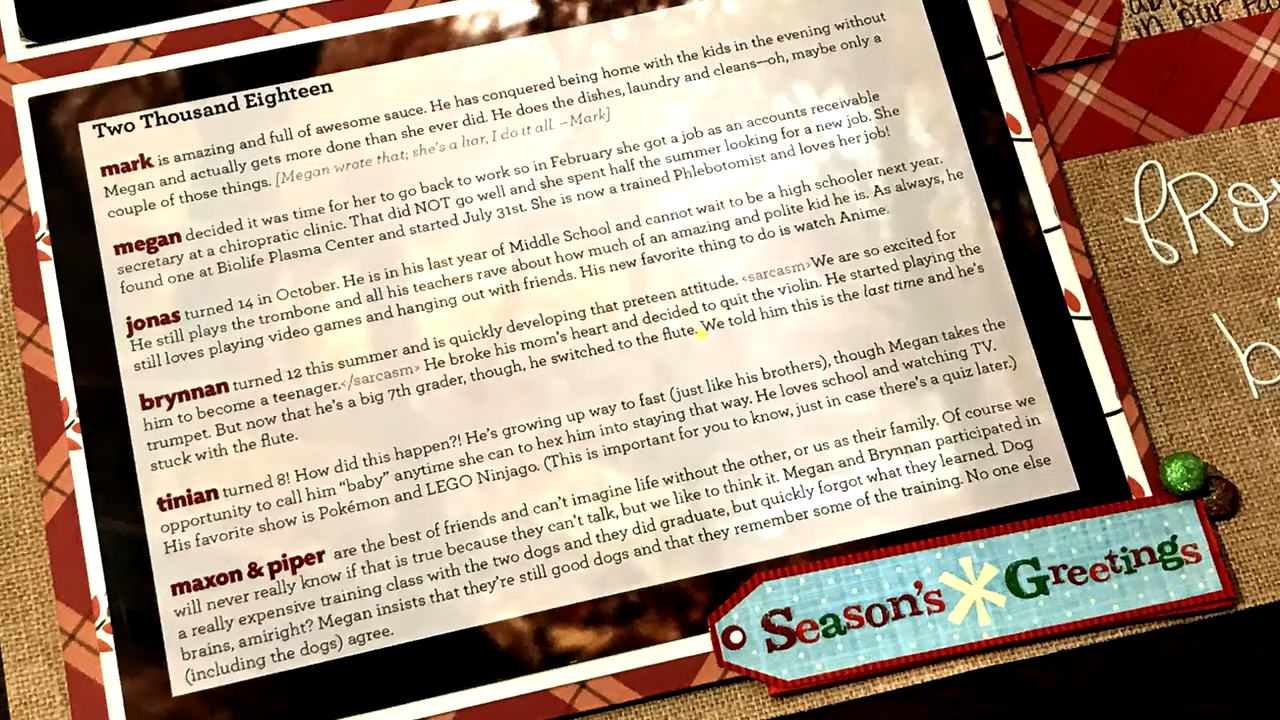 Two Thousand Eighteen
mark is amazing and full of awesome sauce. He has conquered being home with the kids in the evening without
Megan and actually gets more done than she ever did. He does the dishes, laundry and cleans—oh, maybe only a
couple of those things. [Megan wrote that; she's a liar, I do it all. –Mark]
megan decided it was time for her to go back to work so in February she got a job as an accounts receivable
secretary at a chiropratic clinic. That did NOT go well and she spent half the summer looking for a new job. She
found one at Biolife Plasma Center and started July 31st. She is now a trained Phlebotomist and loves her job!
jonas turned 14 in October. He is in his last year of Middle School and cannot wait to be a high schooler next year.
He still plays the trombone and all his teachers rave about how much of an amazing and polite kid he is. As always, he
still loves playing video games and hanging out with friends. His new favorite thing to do is watch Anime.
brynnan turned 12 this summer and is quickly developing that preteen attitude. <sarcasm>We are so excited for
him to become a teenager.</sarcasm> He broke his mom's heart and decided to quit the violin. He started playing the
trumpet. But now that he's a big 7th grader, though, he switched to the flute. We told him this is the last time and he's
stuck with the flute.
tinian turned 8! How did this happen?! He's growing up way to fast (just like his brothers), though Megan takes the
opportunity to call him "baby" anytime she can to hex him into staying that way. He loves school and watching TV.
His favorite show is Pokémon and LEGO Ninjago. (This is important for you to know, just in case there's a quiz later.)
maxon & piper are the best of friends and can't imagine life without the other, or us as their family. Of course we
will never really know if that is true because they can't talk, but we like to think it. Megan and Brynnan participated in
a really expensive training class with the two dogs and they did graduate, but quickly forgot what they learned. Dog
brains, amiright? Megan insists that they're still good dogs and that they remember some of the training. No one else
(including the dogs) agree.
Season's Greetings
in our